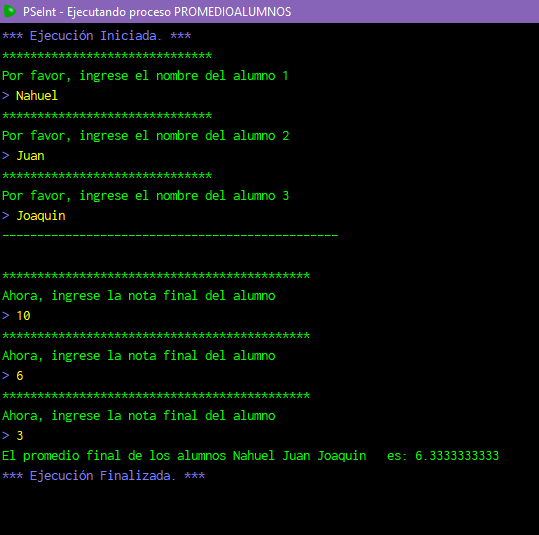 PSeInt - Ejecutando proceso PROMEDIOALUMNOS
*** Ejecución Iniciada. ***
******************************
Por favor, ingrese el nombre del alumno 1
> Nahuel
******************************
Por favor, ingrese el nombre del alumno 2
> Juan
******************************
Por favor, ingrese el nombre del alumno 3
> Joaquin
------------------------------------------------
********************************************
Ahora, ingrese la nota final del alumno
> 10
********************************************
Ahora, ingrese la nota final del alumno
> 6
********************************************
Ahora, ingrese la nota final del alumno
> 3
El promedio final de los alumnos Nahuel Juan Joaquin   es: 6.3333333333
*** Ejecución Finalizada. ***